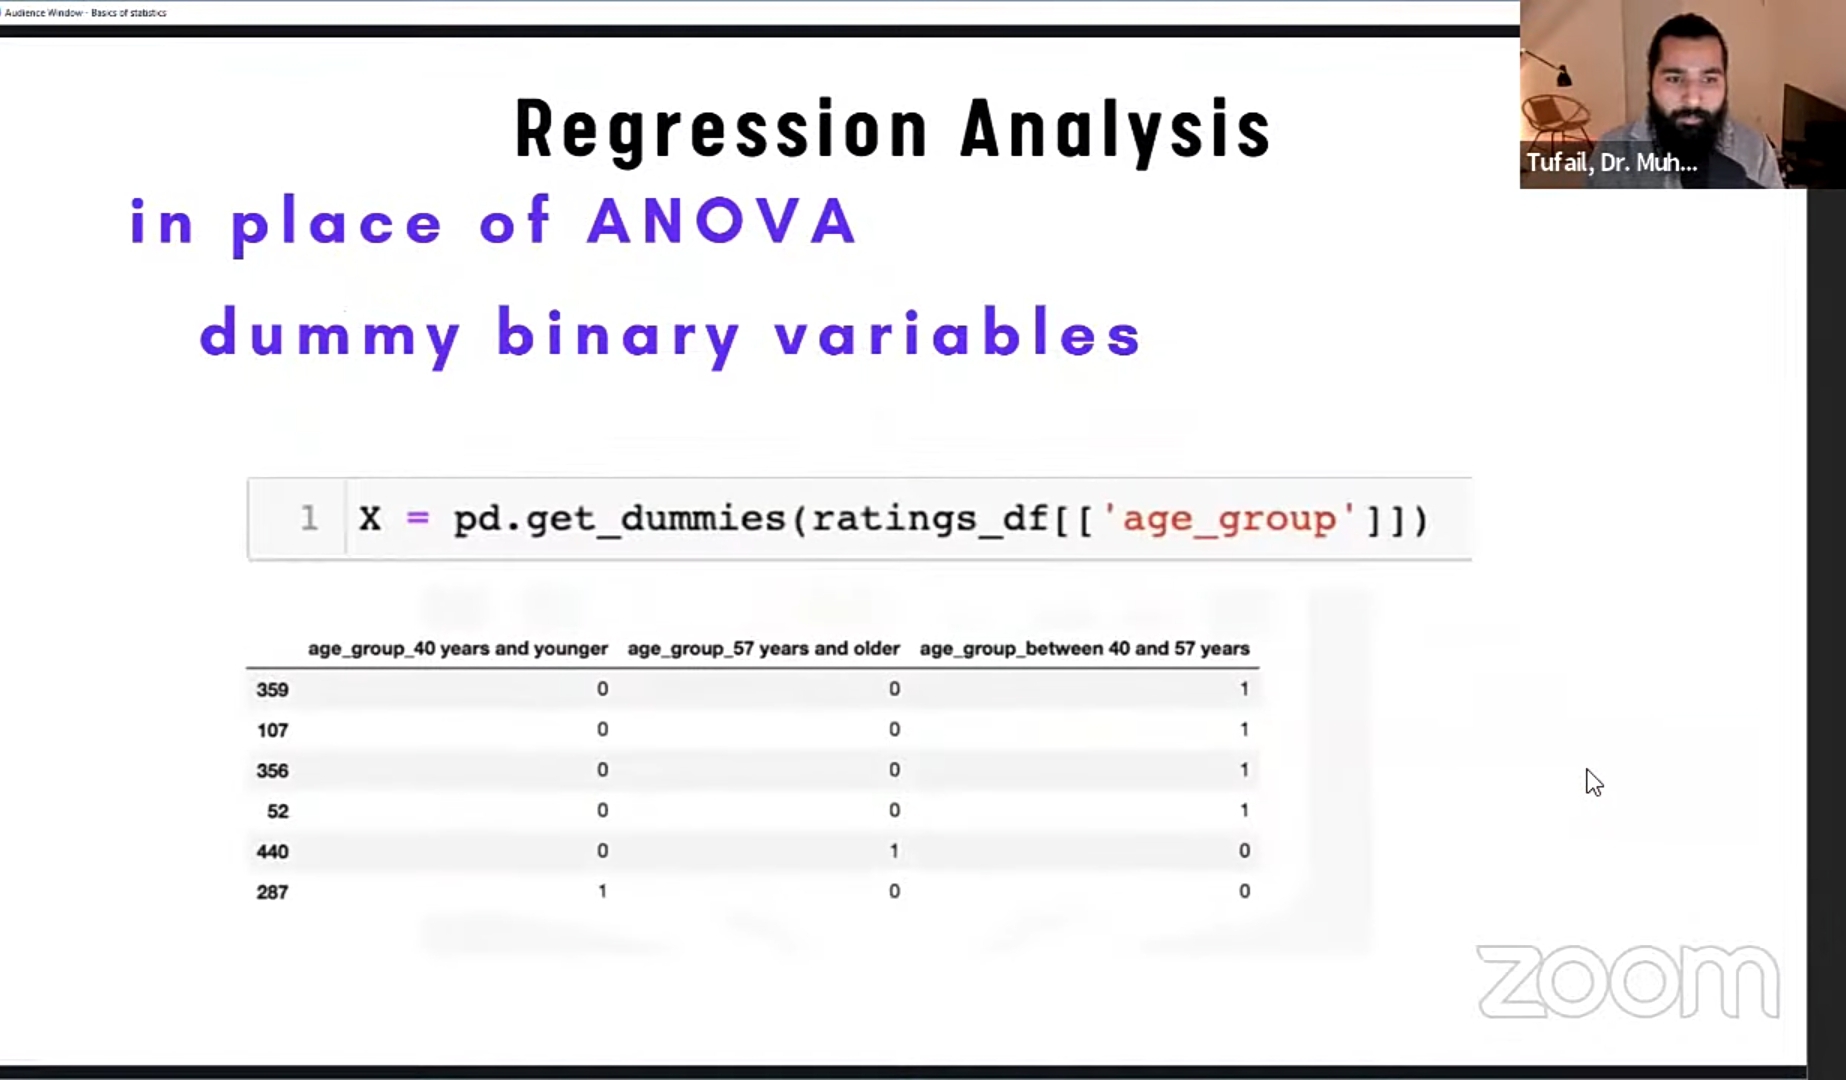 Audience Window - Basics of statistics
Regression Analysis
Tufail, Dr. Muh...
in place of ANOVA
dummy binary variables
1 X = pd.get_dummies(ratings_df[['age_group']])
age_group_40 years and younger age_group_57 years and older age_group_between 40 and 57 years
359 0 0 1
107 0 0 1
356 0 0 1
52 0 0 1
440 0 1 0
287 1 0 0
zoom